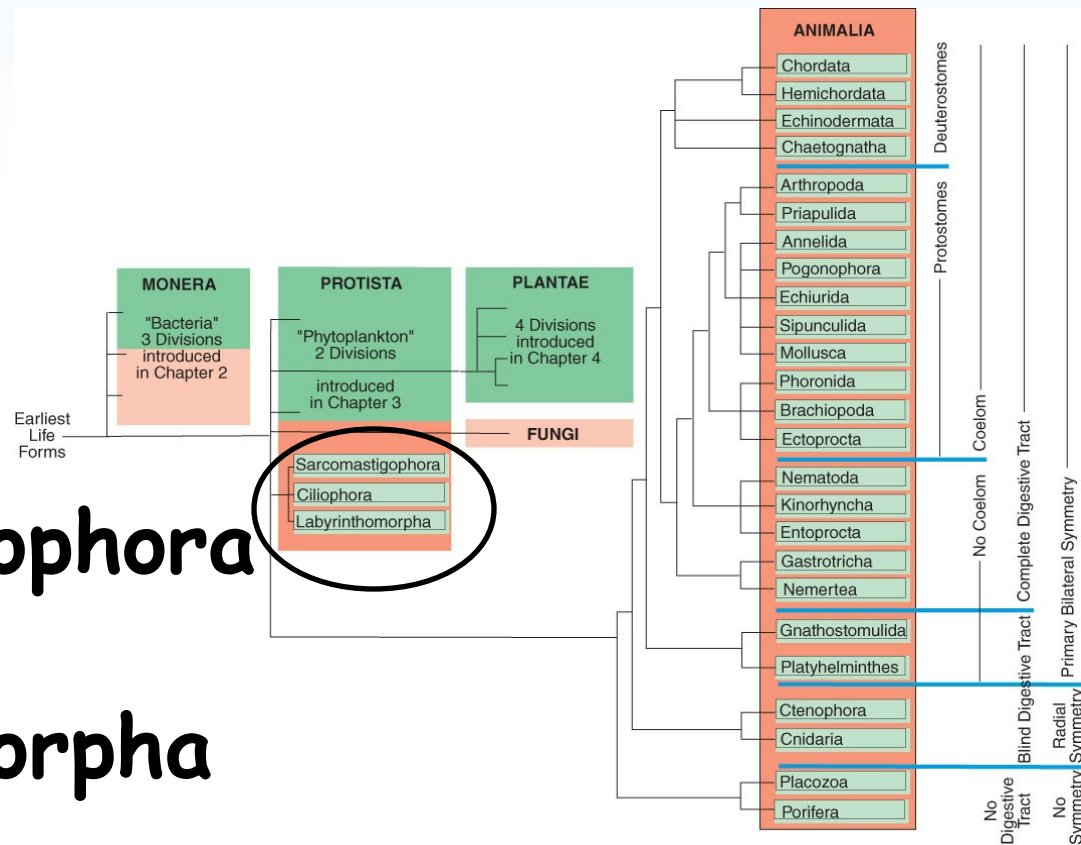 ANIMALIA
Chordata
Hemichordata
Echinodermata
Chaetognatha
Arthropoda
Priapulida
Annelida
Pogonophora
Echiurida
Sipunculida
Mollusca
Phoronida
Brachiopoda
Ectoprocta
Nematoda
Kinorhyncha
Entoprocta
Gastrotricha
Nemertea
Gnathostomulida
Platyhelminthes
Ctenophora
Cnidaria
Placozoa
Porifera
Deuterostomes
Protostomes
Coelom
No Coelom
Complete Digestive Tract
Blind Digestive Tract
No
Digestive
Tract
Primary Bilateral Symmetry
Radial
Symmetry
No
Symmetry
MONERA
"Bacteria"
3 Divisions
introduced
in Chapter 2
PROTISTA
"Phytoplankton"
2 Divisions
introduced
in Chapter 3
Sarcomastigophora
Ciliophora
Labyrinthomorpha
PLANTAE
4 Divisions
introduced
in Chapter 4
FUNGI
Earliest
Life
Forms
ophora
orpha